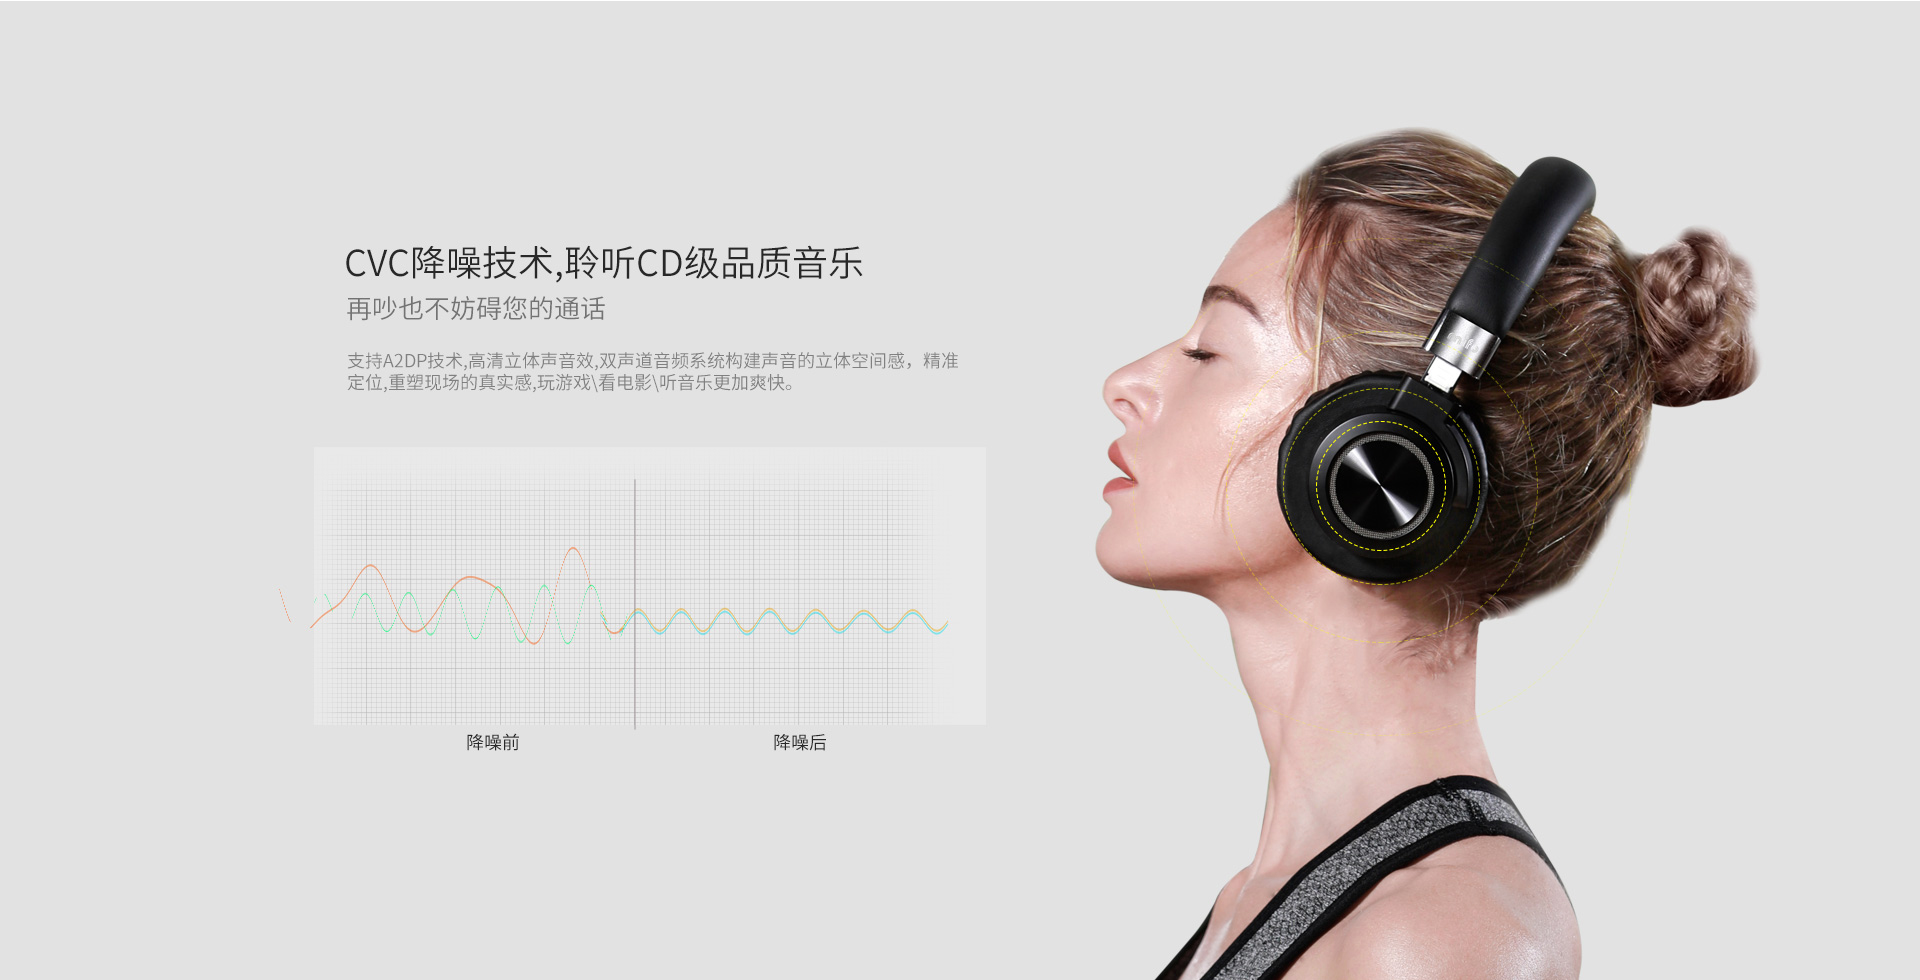 CVC降噪技术,聆听CD级品质音乐
再吵也不妨碍您的通话
支持A2DP技术,高清立体声音效,双声道音频系统构建声音的立体空间感，精准
定位,重塑现场的真实感,玩游戏\看电影\听音乐更加爽快。
降噪前
降噪后